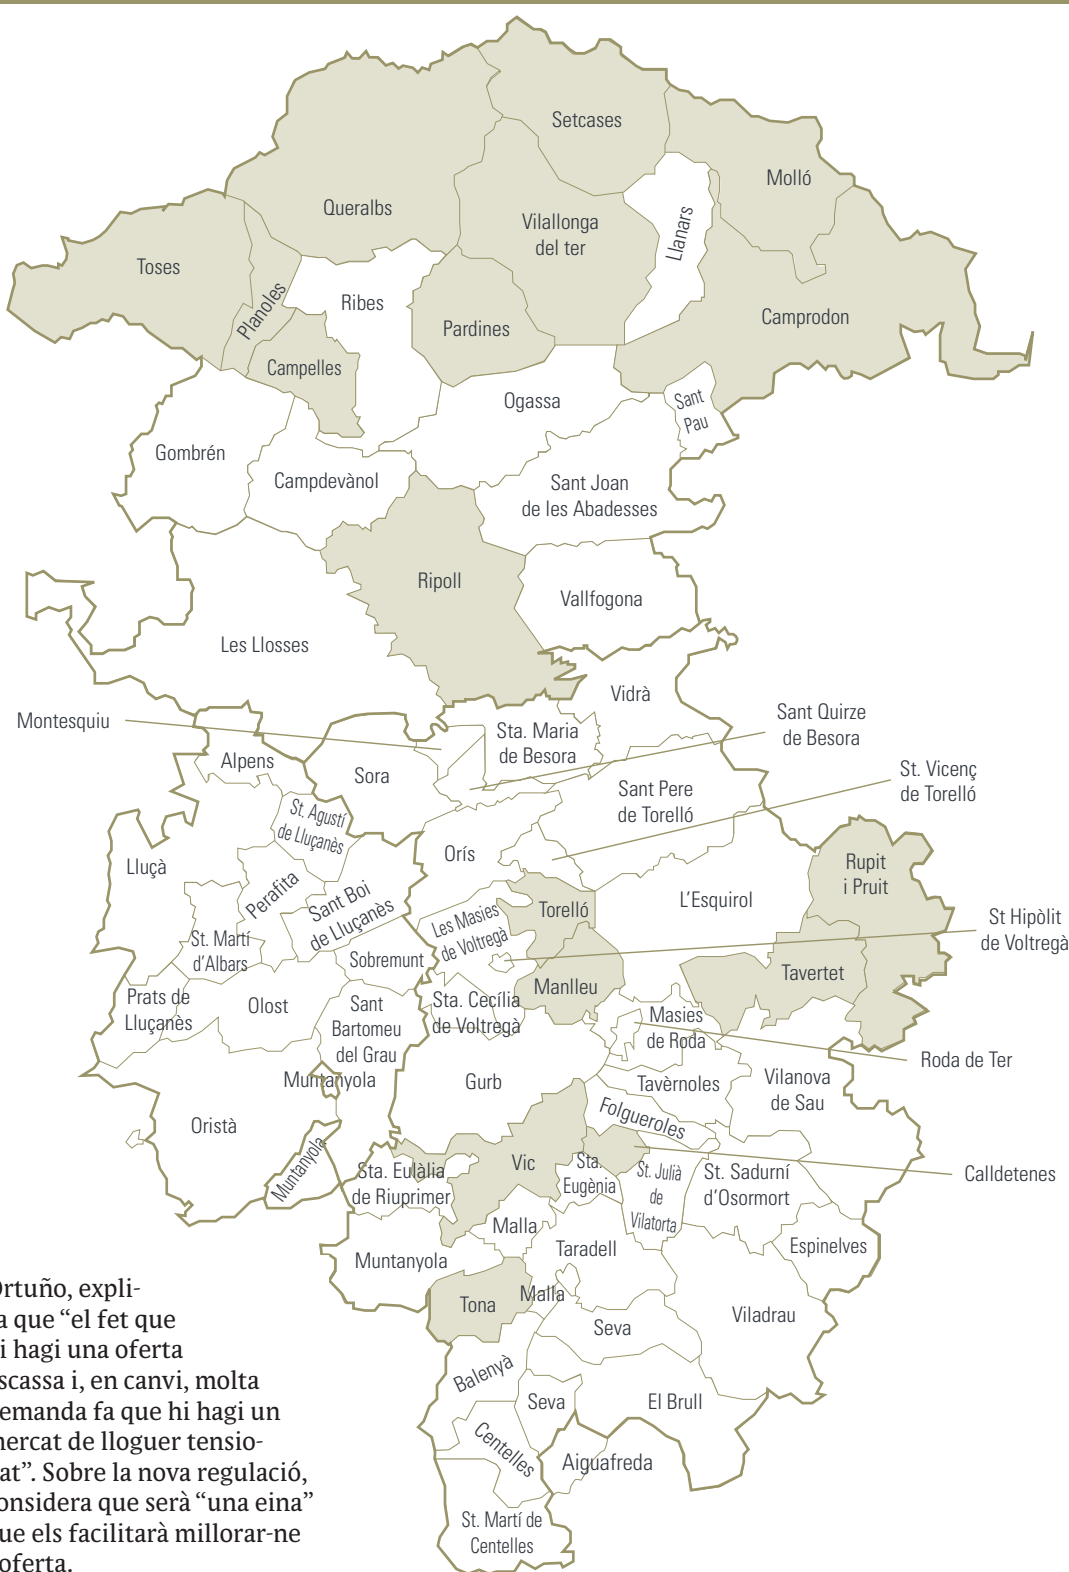 Setcases
Molló
Queralbs
Vilallonga
del ter
Llanars
Toses
Planoles
Ribes
Pardines
Camprodon
Campelles
Ogassa
Sant
Pau
Gombrén
Campdevànol
Sant Joan
de les Abadesses
Ripoll
Vallfogona
Les Llosses
Vidrà
Montesquiu
Sta. Maria
de Besora
Sant Quirze
de Besora
Alpens
Sora
St. Vicenç
de Torelló
Sant Pere
de Torelló
St. Agustí
de Lluçanès
Orís
Lluçà
Rupit
i Pruit
Perafita
Sant Boi
de Lluçanès
L'Esquirol
Torelló
Les Masies
de Voltregà
St Hipòlit
de Voltregà
St. Martí
d'Albars
Sobremunt
Tavertet
Manlleu
Prats de
Lluçanès
Olost
Sant
Bartomeu
del Grau
Sta. Cecília
de Voltregà
Masies
de Roda
Roda de Ter
Muntanyola
Gurb
Tavèrnoles
Vilanova
de Sau
Oristà
Folgueroles
Muntanyola
Sta. Eulàlia
de Riuprimer
Vic
Sta.
Eugènia
St. Julià
de
Vilatorta
St. Sadurní
d'Osormort
Calldetenes
Malla
Muntanyola
Taradell
Espinelves
Malla
Tona
Seva
Viladrau
Balenyà
Seva
El Brull
Centelles
Aiguafreda
St. Martí de
Centelles
Ortuño, expli-
a que “el fet que
i hagi una oferta
scassa i, en canvi, molta
emanda fa que hi hagi un
mercat de lloguer tensio-
at”. Sobre la nova regulació,
onsidera que serà “una eina”
ue els facilitarà millorar-ne
oferta.